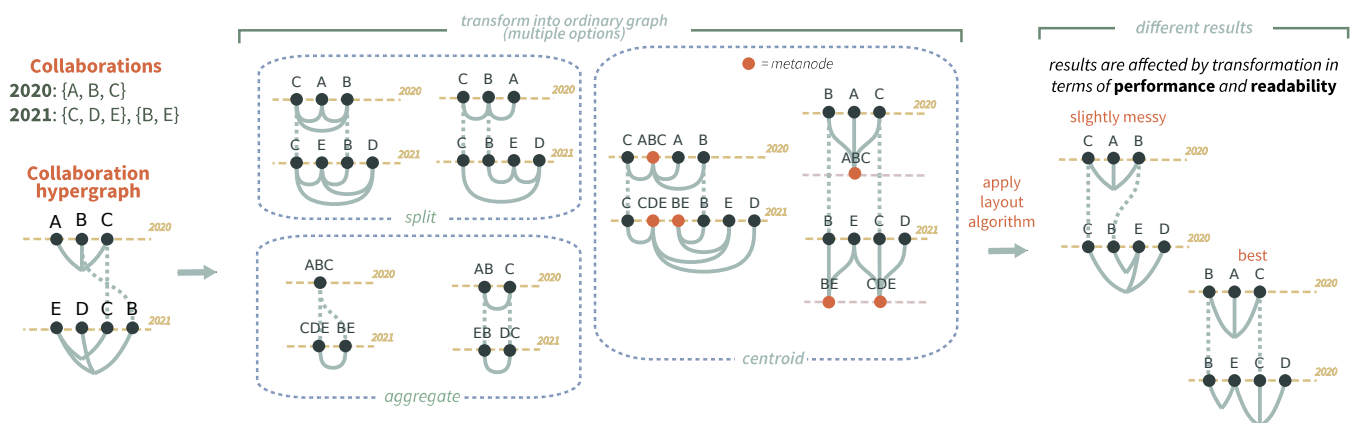 Collaborations
2020: {A, B, C}
2021: {C, D, E}, {B, E}
Collaboration
hypergraph
A B C
2020
E D C B
2021
transform into ordinary graph
(multiple options)
C A B
2020
C E B D
2021
C B A
2020
C B E D
2021
split
ABC
2020
CDE BE
2021
AB C
2020
EB DC
2021
aggregate
= metanode
C ABC A B
2020
C CDE BE B E D
2021
B A C
2020
ABC
B E C D
2021
BE CDE
centroid
apply
layout
algorithm
different results
results are affected by transformation in
terms of performance and readability
slightly messy
C A B
2020
C B E D
2020
best
B A C
2020
B E C D
2020